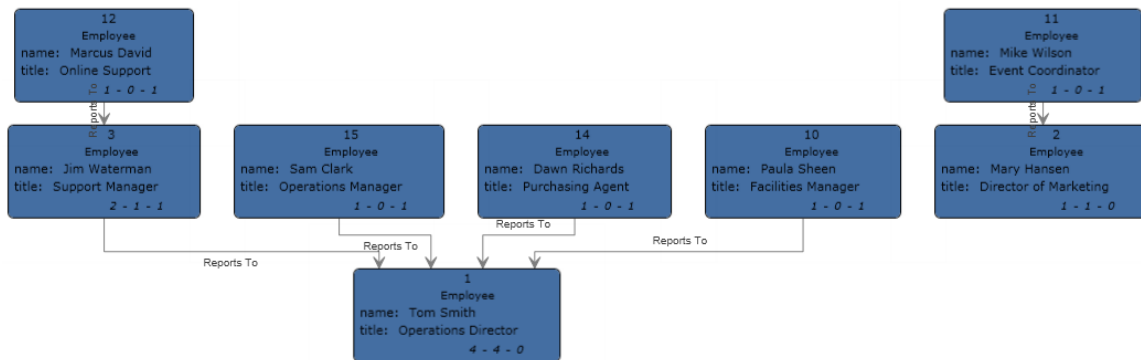 12
Employee
name: Marcus David
title: Online Support
1 - 0 - 1
11
Employee
name: Mike Wilson
title: Event Coordinator
1 - 0 - 1
Reports To
Reports To
3
Employee
name: Jim Waterman
title: Support Manager
2 - 1 - 1
15
Employee
name: Sam Clark
title: Operations Manager
1 - 0 - 1
14
Employee
name: Dawn Richards
title: Purchasing Agent
1 - 0 - 1
10
Employee
name: Paula Sheen
title: Facilities Manager
1 - 0 - 1
2
Employee
name: Mary Hansen
title: Director of Marketing
1 - 1 - 0
Reports To
Reports To
Reports To
Reports To
1
Employee
name: Tom Smith
title: Operations Director
4 - 4 - 0